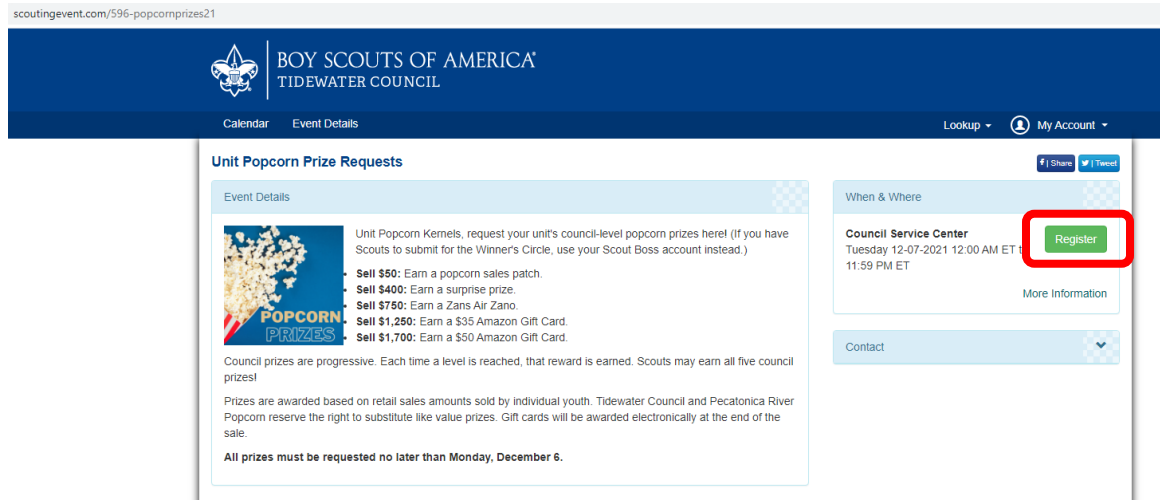 scoutingevent.com/596-popcornprizes21
BOY SCOUTS OF AMERICA®
TIDEWATER COUNCIL
Calendar Event Details
Lookup My Account
Unit Popcorn Prize Requests
| Share | Tweet
Event Details
POPCORN
PRIZES
Unit Popcorn Kernels, request your unit's council-level popcorn prizes here! (If you have
Scouts to submit for the Winner's Circle, use your Scout Boss account instead.)
• Sell $50: Earn a popcorn sales patch.
• Sell $400: Earn a surprise prize.
• Sell $750: Earn a Zans Air Zano.
• Sell $1,250: Earn a $35 Amazon Gift Card.
• Sell $1,700: Earn a $50 Amazon Gift Card.
Council prizes are progressive. Each time a level is reached, that reward is earned. Scouts may earn all five council
prizes!
Prizes are awarded based on retail sales amounts sold by individual youth. Tidewater Council and Pecatonica River
Popcorn reserve the right to substitute like value prizes. Gift cards will be awarded electronically at the end of the
sale.
All prizes must be requested no later than Monday, December 6.
When & Where
Council Service Center
Tuesday 12-07-2021 12:00 AM ET
11:59 PM ET
Register
More Information
Contact